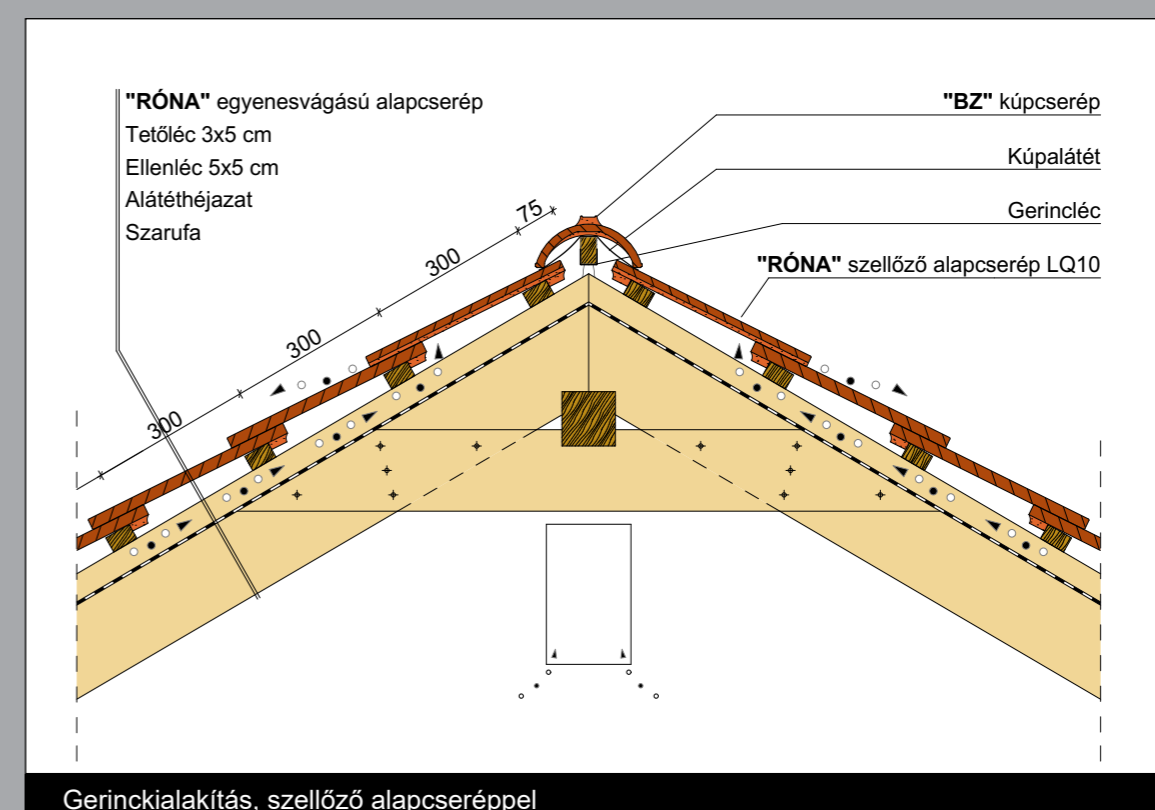 "RÓNA" egyenesvágású alapcserép
Tetőléc 3x5 cm
Ellenléc 5x5 cm
Alátéthéjazat
Szarufa
"BZ" kúpcserép
Kúpalátét
Gerincléc
"RÓNA" szellőző alapcserép LQ10
75
300
300
300
Gerinckialakítás, szellőző alapcseréppel